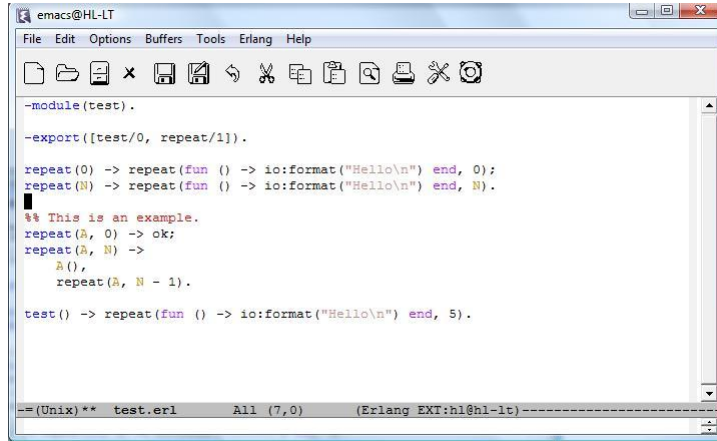 emacs@HL-LT
File Edit Options Buffers Tools Erlang Help
-module(test).
-export([test/0, repeat/1]).
repeat(0) -> repeat(fun () -> io:format("Hello\n") end, 0);
repeat(N) -> repeat(fun () -> io:format("Hello\n") end, N).
%% This is an example.
repeat(A, 0) -> ok;
repeat(A, N) ->
    A(),
    repeat(A, N - 1).
test() -> repeat(fun () -> io:format("Hello\n") end, 5).
-=(Unix)** test.erl All (7,0) (Erlang EXT:hl@hl-lt)------------------------